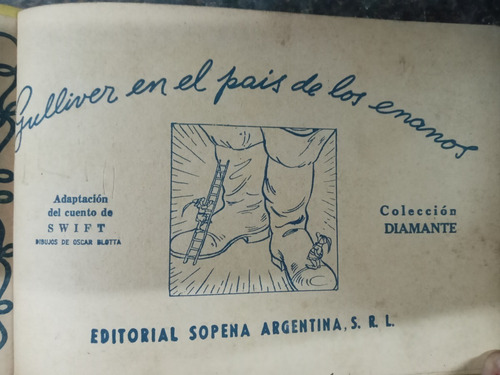 Gulliver en el pais de los enanos
Adaptación
del cuento de
SWIFT
DIBUJOS DE OSCAR BLOTTA
Colección
DIAMANTE
EDITORIAL SOPENA ARGENTINA, S. R. L.